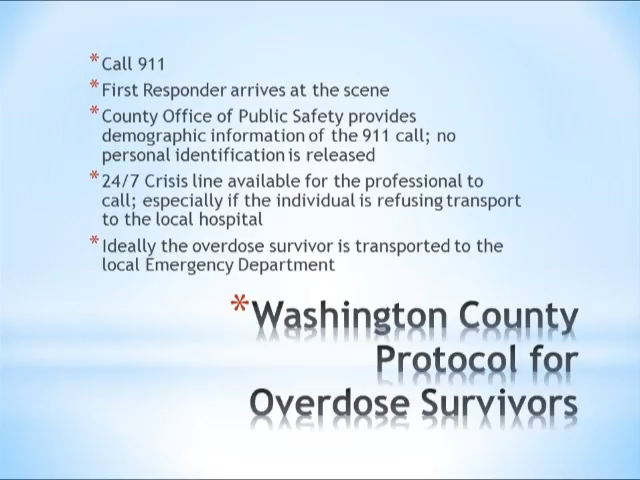 * Call 911
* First Responder arrives at the scene
* County Office of Public Safety provides
demographic information of the 911 call; no
personal identification is released
* 24/7 Crisis line available for the professional to
call; especially if the individual is refusing transport
to the local hospital
* Ideally the overdose survivor is transported to the
local Emergency Department
* Washington County
Protocol for
Overdose Survivors